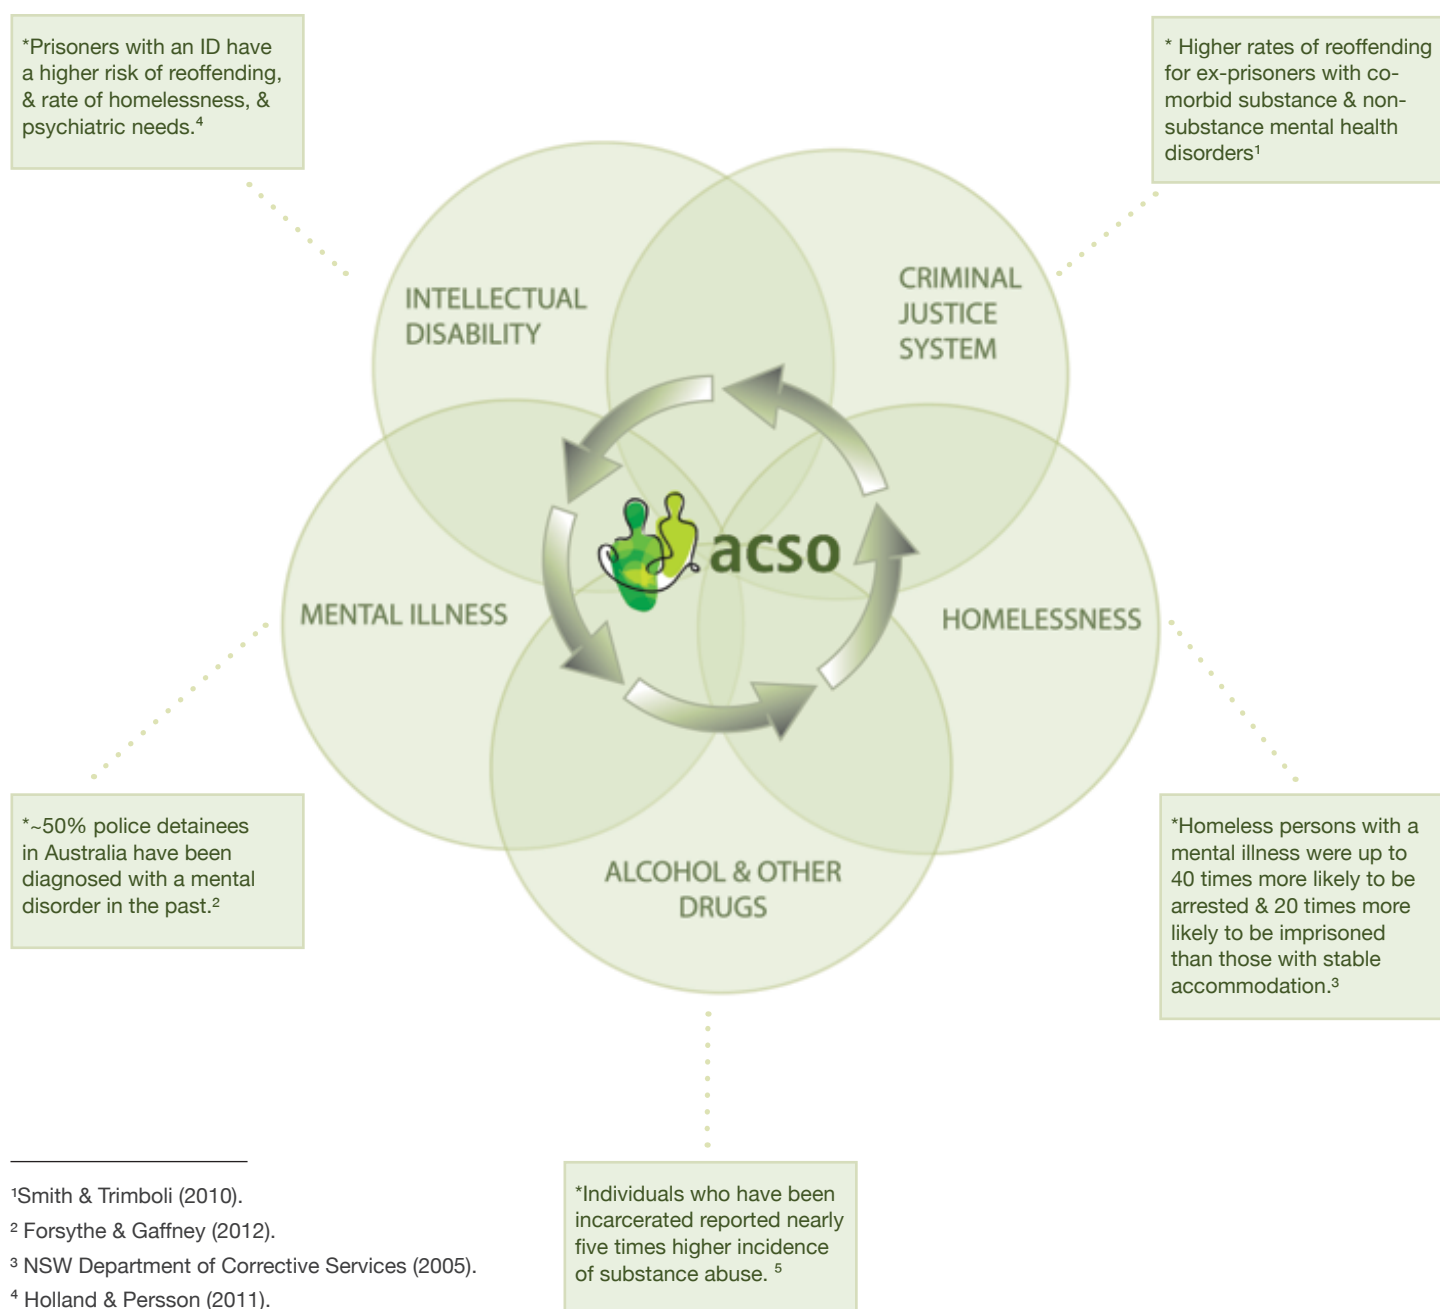 *Prisoners with an ID have
a higher risk of reoffending,
& rate of homelessness, &
psychiatric needs.⁴
* Higher rates of reoffending
for ex-prisoners with co-
morbid substance & non-
substance mental health
disorders¹
INTELLECTUAL
DISABILITY
CRIMINAL
JUSTICE
SYSTEM
acso
MENTAL ILLNESS
HOMELESSNESS
ALCOHOL & OTHER
DRUGS
*~50% police detainees
in Australia have been
diagnosed with a mental
disorder in the past.²
*Homeless persons with a
mental illness were up to
40 times more likely to be
arrested & 20 times more
likely to be imprisoned
than those with stable
accommodation.³
*Individuals who have been
incarcerated reported nearly
five times higher incidence
of substance abuse. ⁵
¹Smith & Trimboli (2010).
² Forsythe & Gaffney (2012).
³ NSW Department of Corrective Services (2005).
⁴ Holland & Persson (2011).